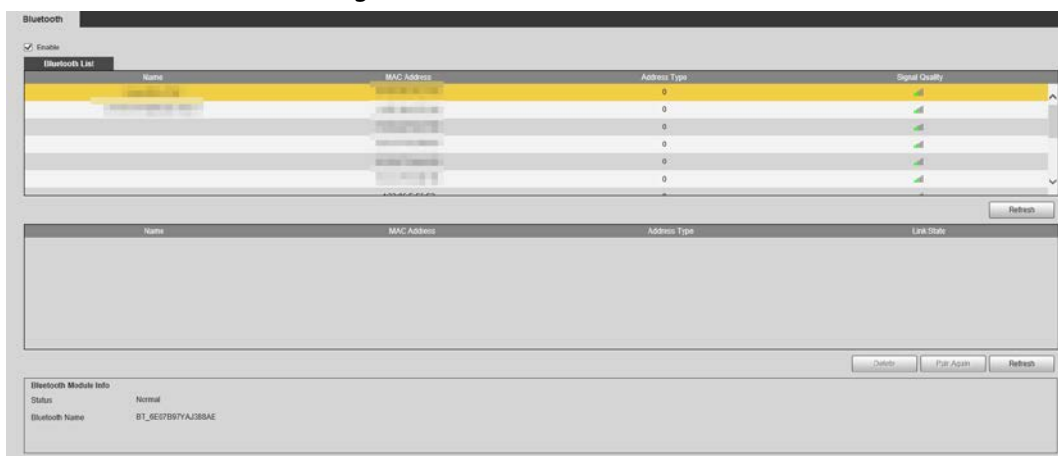 Bluetooth
Enable
Bluetooth List
Name MAC Address Address Type Signal Quality
0
0
0
0
0
0
Refresh
Name MAC Address Address Type Link State
Delete Pair Again Refresh
Bluetooth Module Info
Status Normal
Bluetooth Name BT_6E07B97YAJ388AE